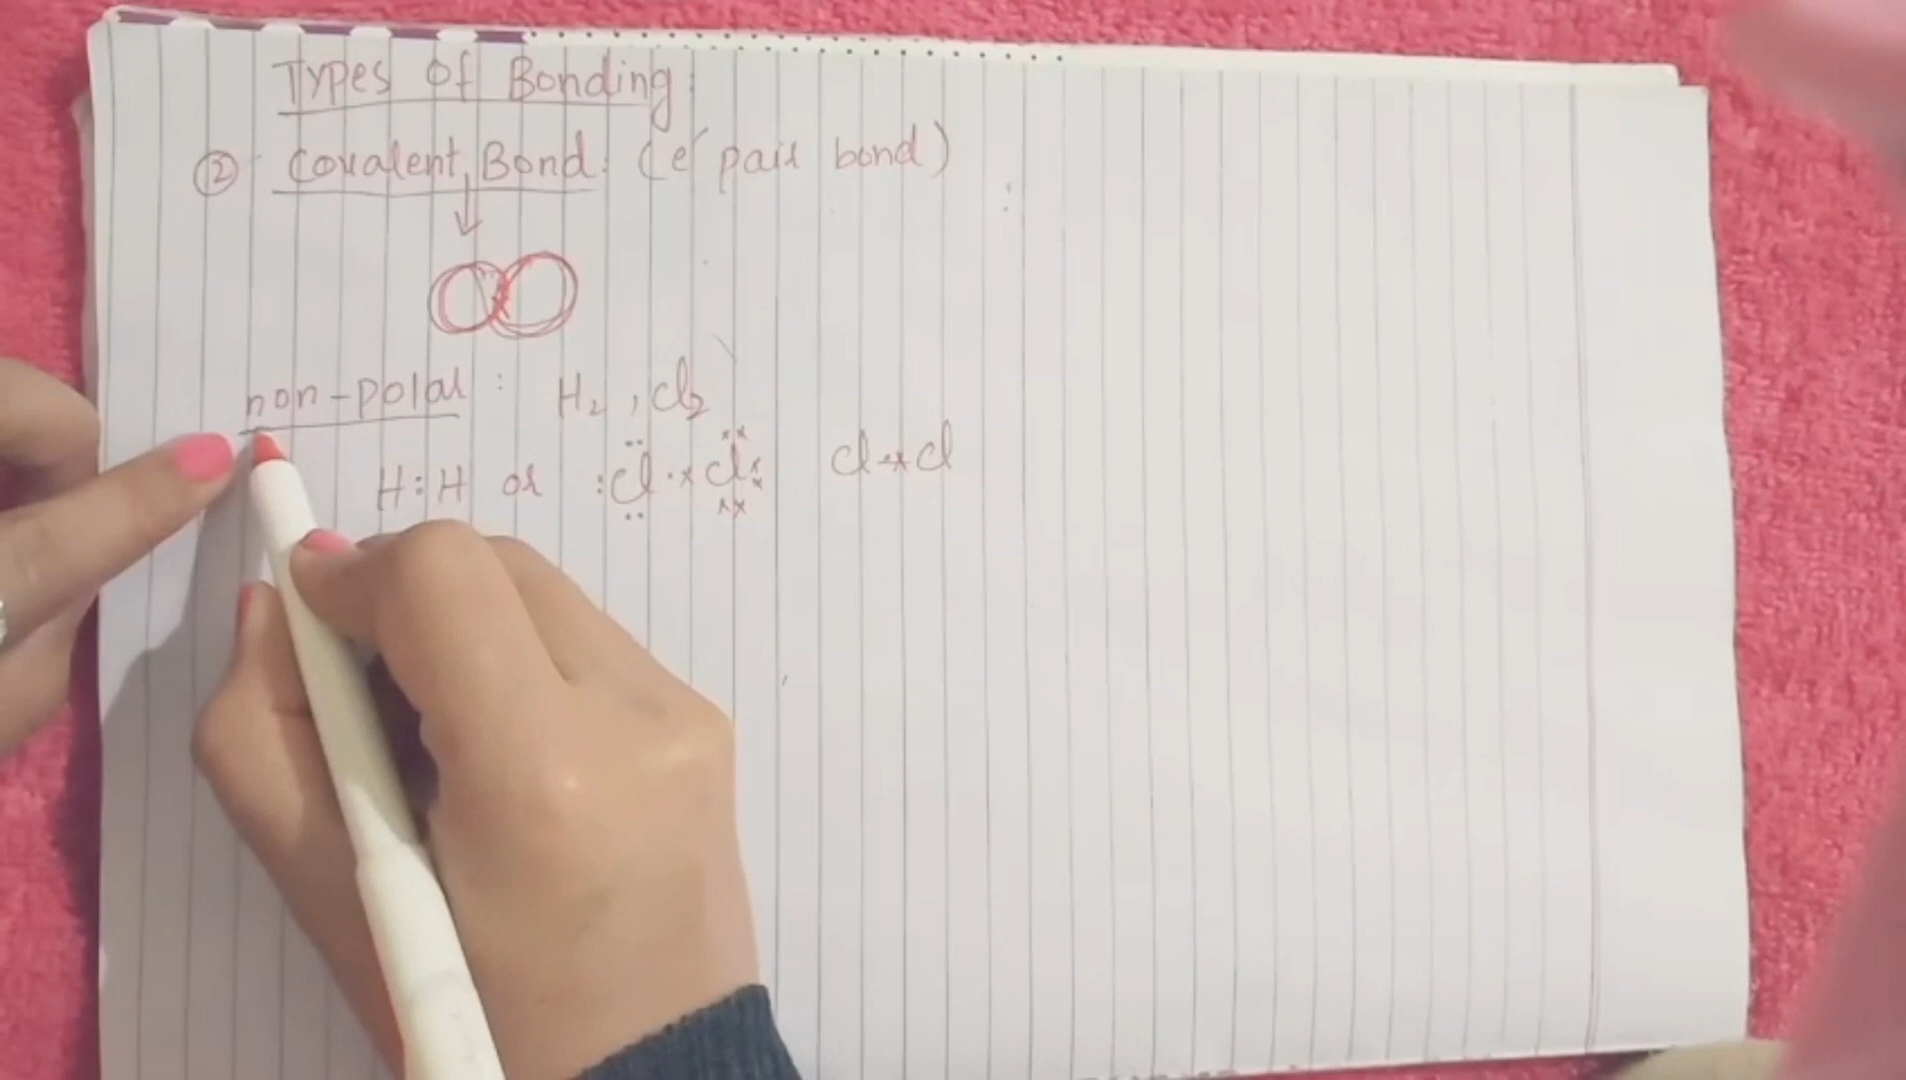 Types of Bonding:
② Covalent Bond: (e⁻ pair bond)
non-polar : H₂ , Cl₂
H:H or :Cl·×Cl×× Cl·×Cl